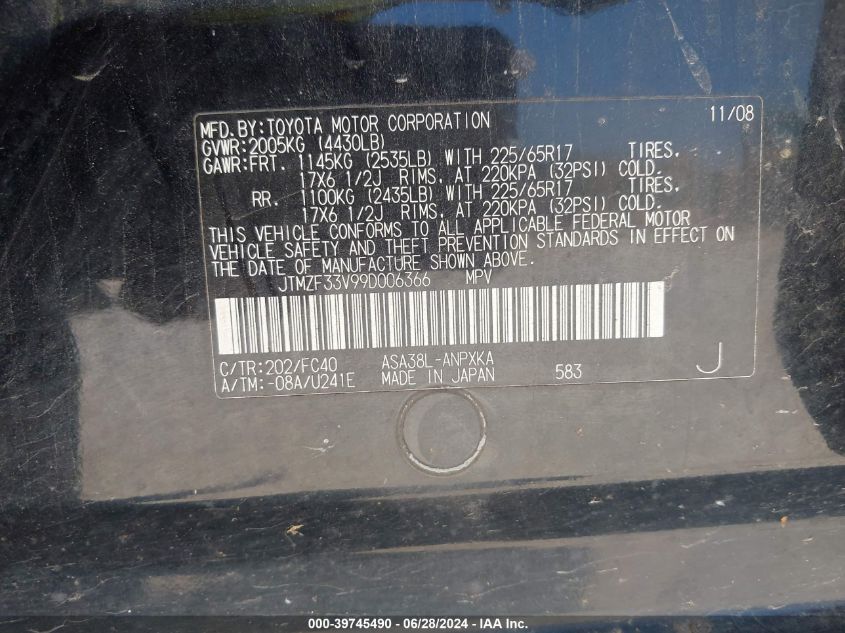 MFD.BY:TOYOTA MOTOR CORPORATION 11/08
GVWR:2005KG (4430LB)
GAWR:FRT. 1145KG (2535LB) WITH 225/65R17 TIRES,
17X6 1/2J RIMS, AT 220KPA (32PSI) COLD.
RR. 1100KG (2435LB) WITH 225/65R17 TIRES,
17X6 1/2J RIMS, AT 220KPA (32PSI) COLD.
THIS VEHICLE CONFORMS TO ALL APPLICABLE FEDERAL MOTOR
VEHICLE SAFETY AND THEFT PREVENTION STANDARDS IN EFFECT ON
THE DATE OF MANUFACTURE SHOWN ABOVE.
JTMZF33V99D006366 MPV
C/TR:202/FC40 ASA38L-ANPXKA
A/TM:-08A/U241E MADE IN JAPAN 583 J
000-39745490 - 06/28/2024 - IAA Inc.